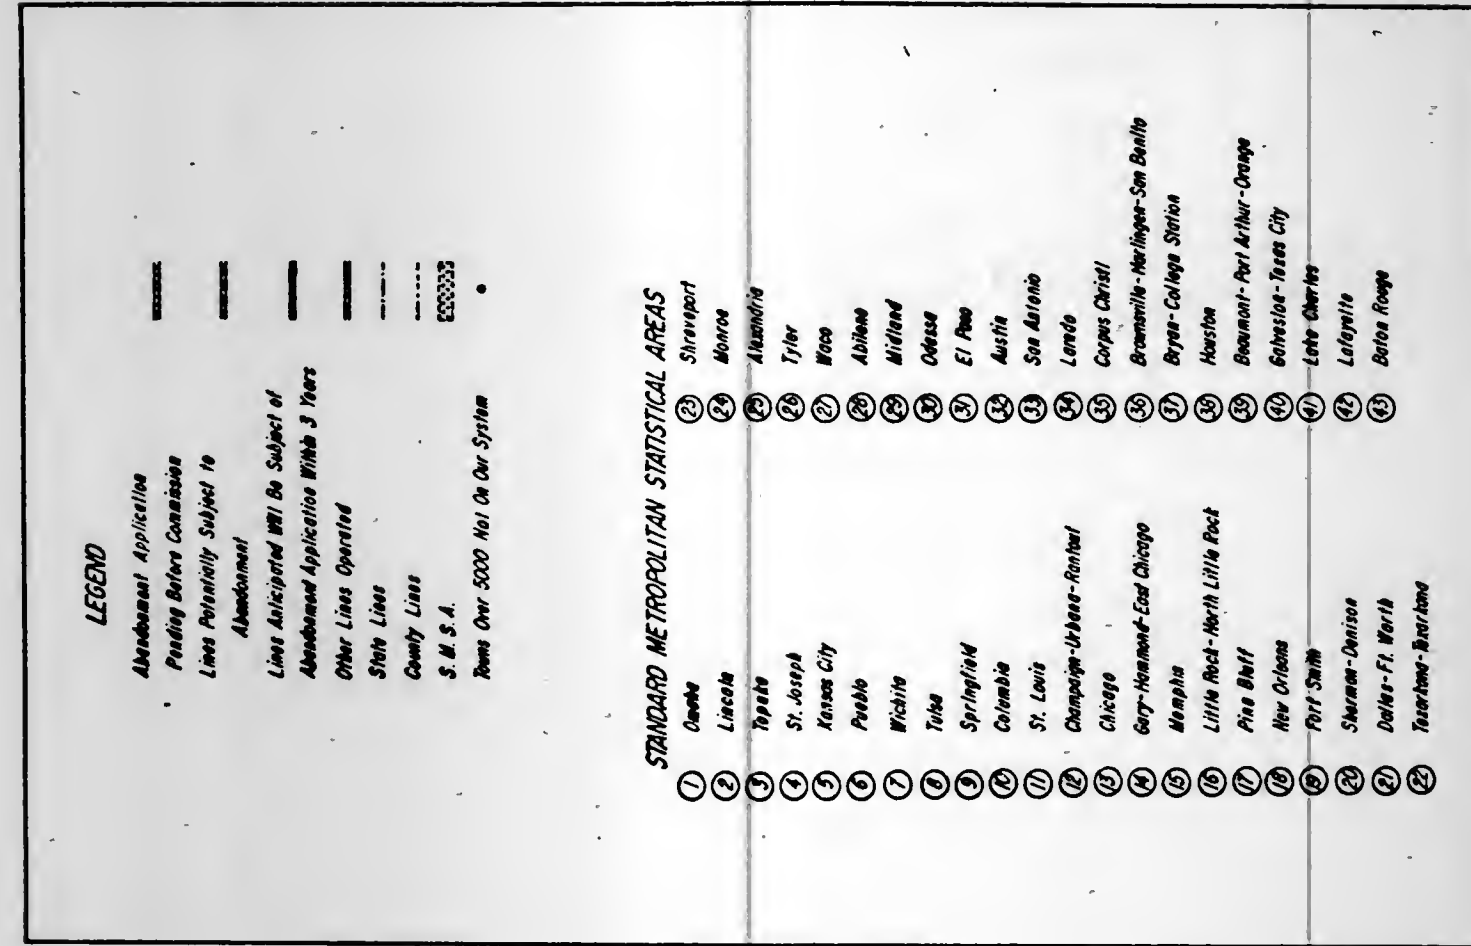 LEGEND
Abandonment Application
Pending Before Commission
Lines Potentially Subject to
Abandonment
Lines Anticipated Will Be Subject of
Abandonment Application Within 3 Years
Other Lines Operated
State Lines
County Lines
S. M. S. A.
Towns Over 5000 Not On Our System
STANDARD METROPOLITAN STATISTICAL AREAS
1 Omaha
2 Lincoln
3 Topeka
4 St. Joseph
5 Kansas City
6 Pueblo
7 Wichita
8 Tulsa
9 Springfield
10 Columbia
11 St. Louis
12 Champaign-Urbana-Rantoul
13 Chicago
14 Gary-Hammond-East Chicago
15 Memphis
16 Little Rock-North Little Rock
17 Pine Bluff
18 New Orleans
19 Fort Smith
20 Sherman-Denison
21 Dallas-Ft. Worth
22 Texarkana-Texarkana
23 Shreveport
24 Monroe
25 Alexandria
26 Tyler
27 Waco
28 Abilene
29 Midland
30 Odessa
31 El Paso
32 Austin
33 San Antonio
34 Laredo
35 Corpus Christi
36 Brownsville-Harlingen-San Benito
37 Bryan-College Station
38 Houston
39 Beaumont-Port Arthur-Orange
40 Galveston-Texas City
41 Lake Charles
42 Lafayette
43 Baton Rouge